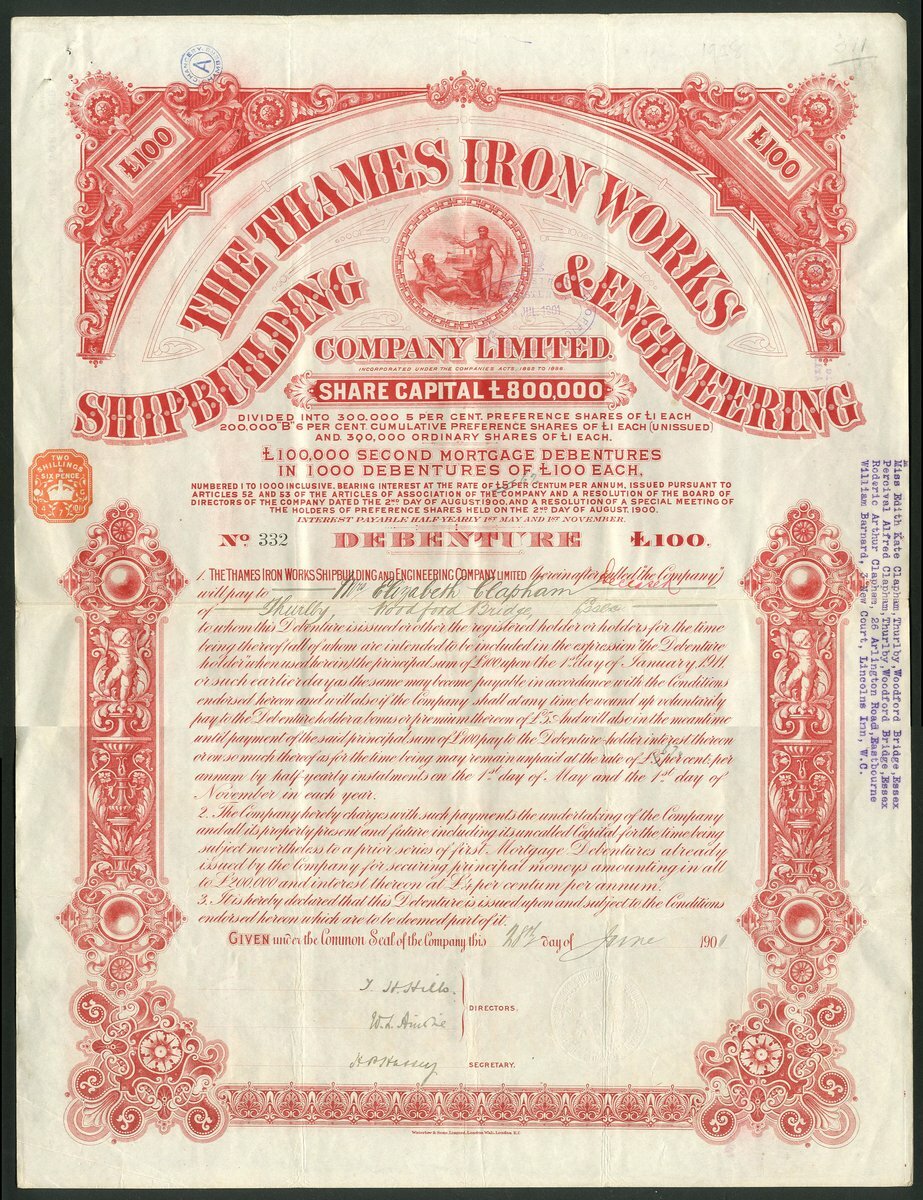 CHANCERY A
£100
£100
THE THAMES IRON WORKS
SHIPBUILDING & ENGINEERING
COMPANY LIMITED.
INCORPORATED UNDER THE COMPANIES ACTS, 1862 TO 1898
JUL. 1901
SHARE CAPITAL £800,000
DIVIDED INTO 300,000 5 PER CENT. PREFERENCE SHARES OF £1 EACH
200,000 "B" 6 PER CENT. CUMULATIVE PREFERENCE SHARES OF £1 EACH (UNISSUED)
AND 300,000 ORDINARY SHARES OF £1 EACH.
£100,000 SECOND MORTGAGE DEBENTURES
IN 1000 DEBENTURES OF £100 EACH,
NUMBERED 1 TO 1000 INCLUSIVE, BEARING INTEREST AT THE RATE OF £5 PER CENTUM PER ANNUM, ISSUED PURSUANT TO
ARTICLES 52 AND 53 OF THE ARTICLES OF ASSOCIATION OF THE COMPANY AND A RESOLUTION OF THE BOARD OF
DIRECTORS OF THE COMPANY DATED THE 2ND DAY OF AUGUST, 1900, AND A RESOLUTION OF A SPECIAL MEETING OF
THE HOLDERS OF PREFERENCE SHARES HELD ON THE 2ND DAY OF AUGUST, 1900.
INTEREST PAYABLE HALF-YEARLY 1ST MAY AND 1ST NOVEMBER.
TWO SHILLINGS SIX PENCE
No. 332 DEBENTURE £100.
1. THE THAMES IRON WORKS SHIPBUILDING AND ENGINEERING COMPANY LIMITED (hereinafter called "the Company")
will pay to Mrs Elizabeth Clapham
of Thurlby Woodford Bridge, Essex
to whom this Debenture is issued or other the registered holder or holders for the time
being thereof (all of whom are intended to be included in the expression the Debenture
holder when used herein) the principal sum of £100 upon the 1st day of January 1911.
or such earlier day as the same may become payable in accordance with the Conditions
endorsed hereon and will also if the Company shall at any time be wound up voluntarily
pay to the Debenture holder a bonus or premium thereon of £5. And will also in the meantime
until payment of the said principal sum of £100 pay to the Debenture-holder interest thereon
or on so much thereof as for the time being may remain unpaid at the rate of £5 per cent. per
annum by half-yearly instalments on the 1st day of May and the 1st day of
November in each year.
2. The Company hereby charges with such payments the undertaking of the Company
and all its property present and future including its uncalled Capital for the time being
subject nevertheless to a prior series of first Mortgage Debentures already
issued by the Company for securing principal moneys amounting in all
to £200,000 and interest thereon at £4 per centum per annum.
3. It is hereby declared that this Debenture is issued upon and subject to the Conditions
endorsed hereon which are to be deemed part of it.
GIVEN under the Common Seal of the Company this 28th day of June 1901
DIRECTORS.
SECRETARY.
Waterlow & Sons, Limited, London Wall, London, E.C.
Miss Edith Kate Clapham, Thurlby, Woodford Bridge, Essex
Percival Alfred Clapham, Thurlby, Woodford Bridge, Essex
Roderic Arthur Clapham, 26 Arlington Road, Eastbourne
William Barnard, 3 New Court, Lincolns Inn, W.C.